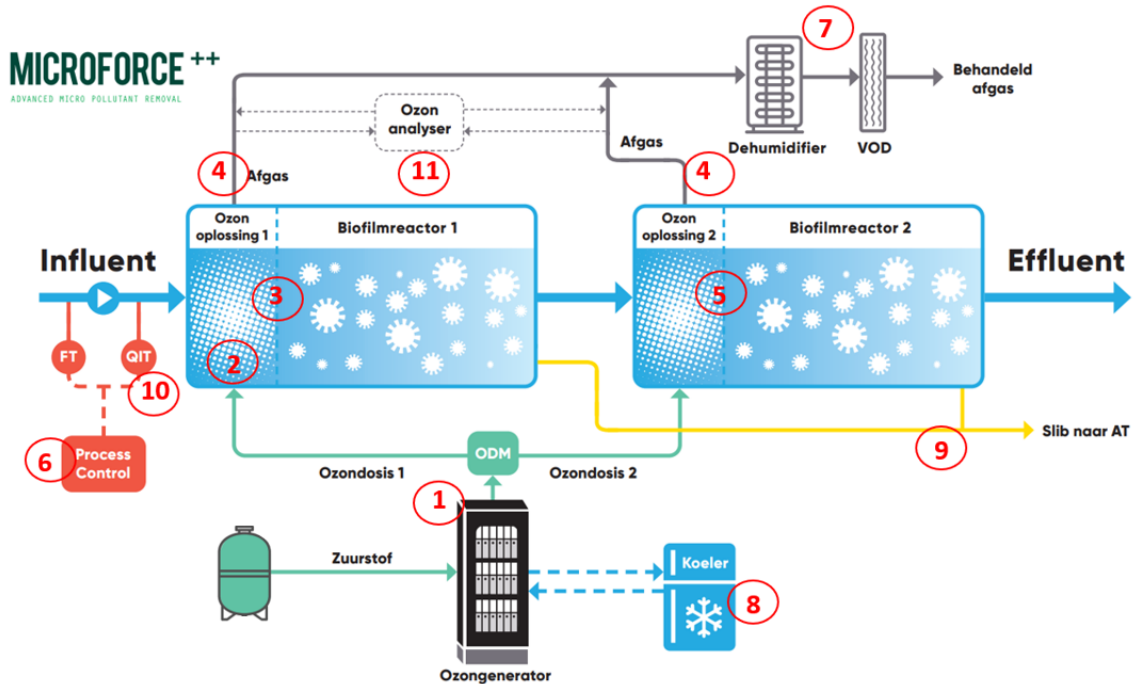 MICROFORCE++
ADVANCED MICRO POLLUTANT REMOVAL
7
Behandeld
afgas
Ozon
analyser
Dehumidifier
VOD
Afgas
4
Afgas
11
4
Ozon
oplossing 1
Biofilmreactor 1
Ozon
oplossing 2
Biofilmreactor 2
Influent
Effluent
3
5
FT
QIT
2
10
6
Process
Control
ODM
Slib naar AT
9
Ozondosis 1
Ozondosis 2
1
Zuurstof
Koeler
8
Ozongenerator